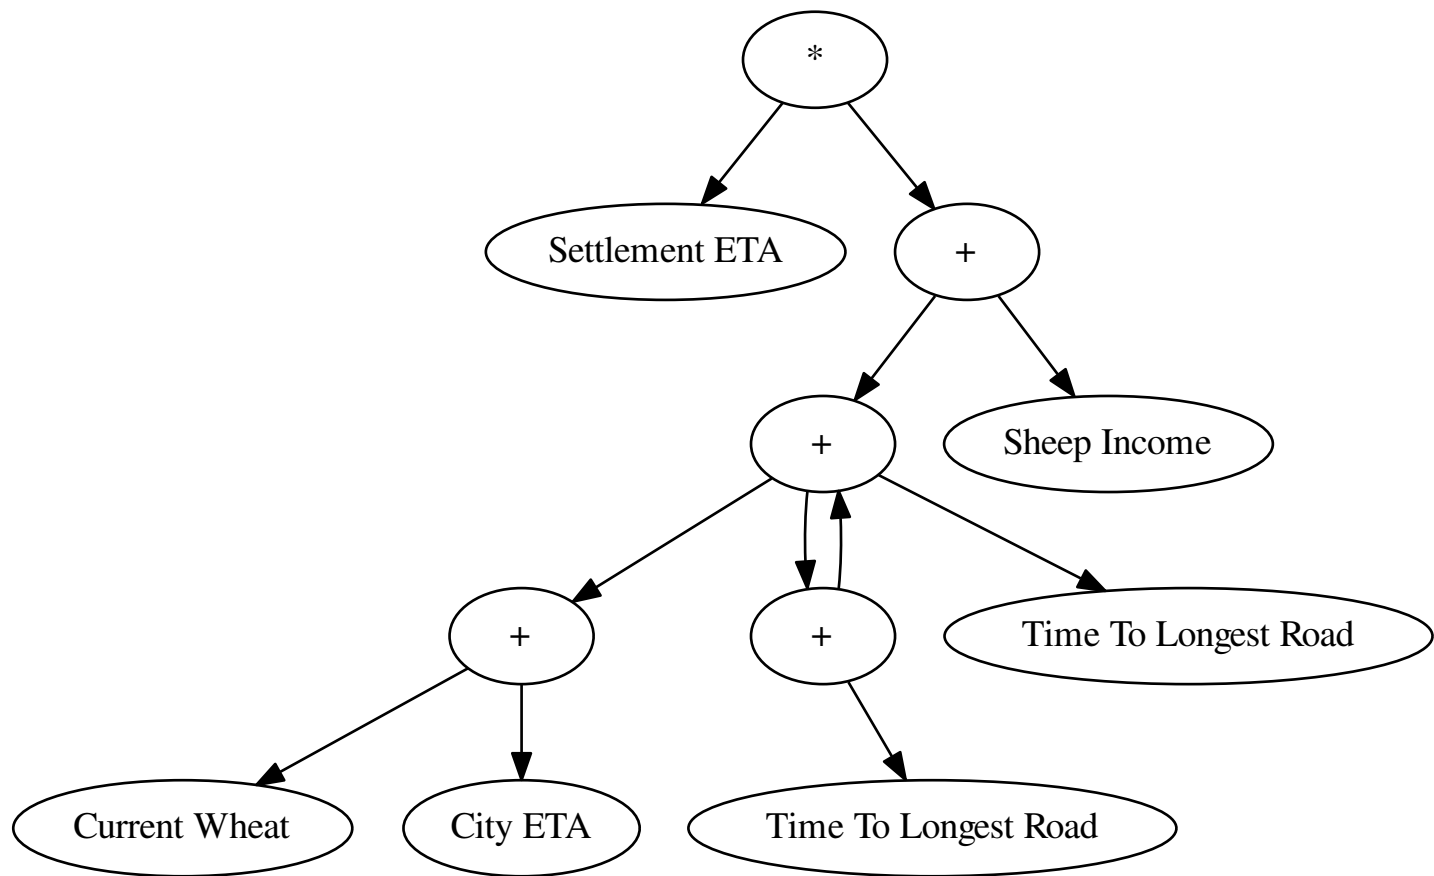 *
Settlement ETA
+
+
Sheep Income
+
+
Time To Longest Road
Current Wheat
City ETA
Time To Longest Road